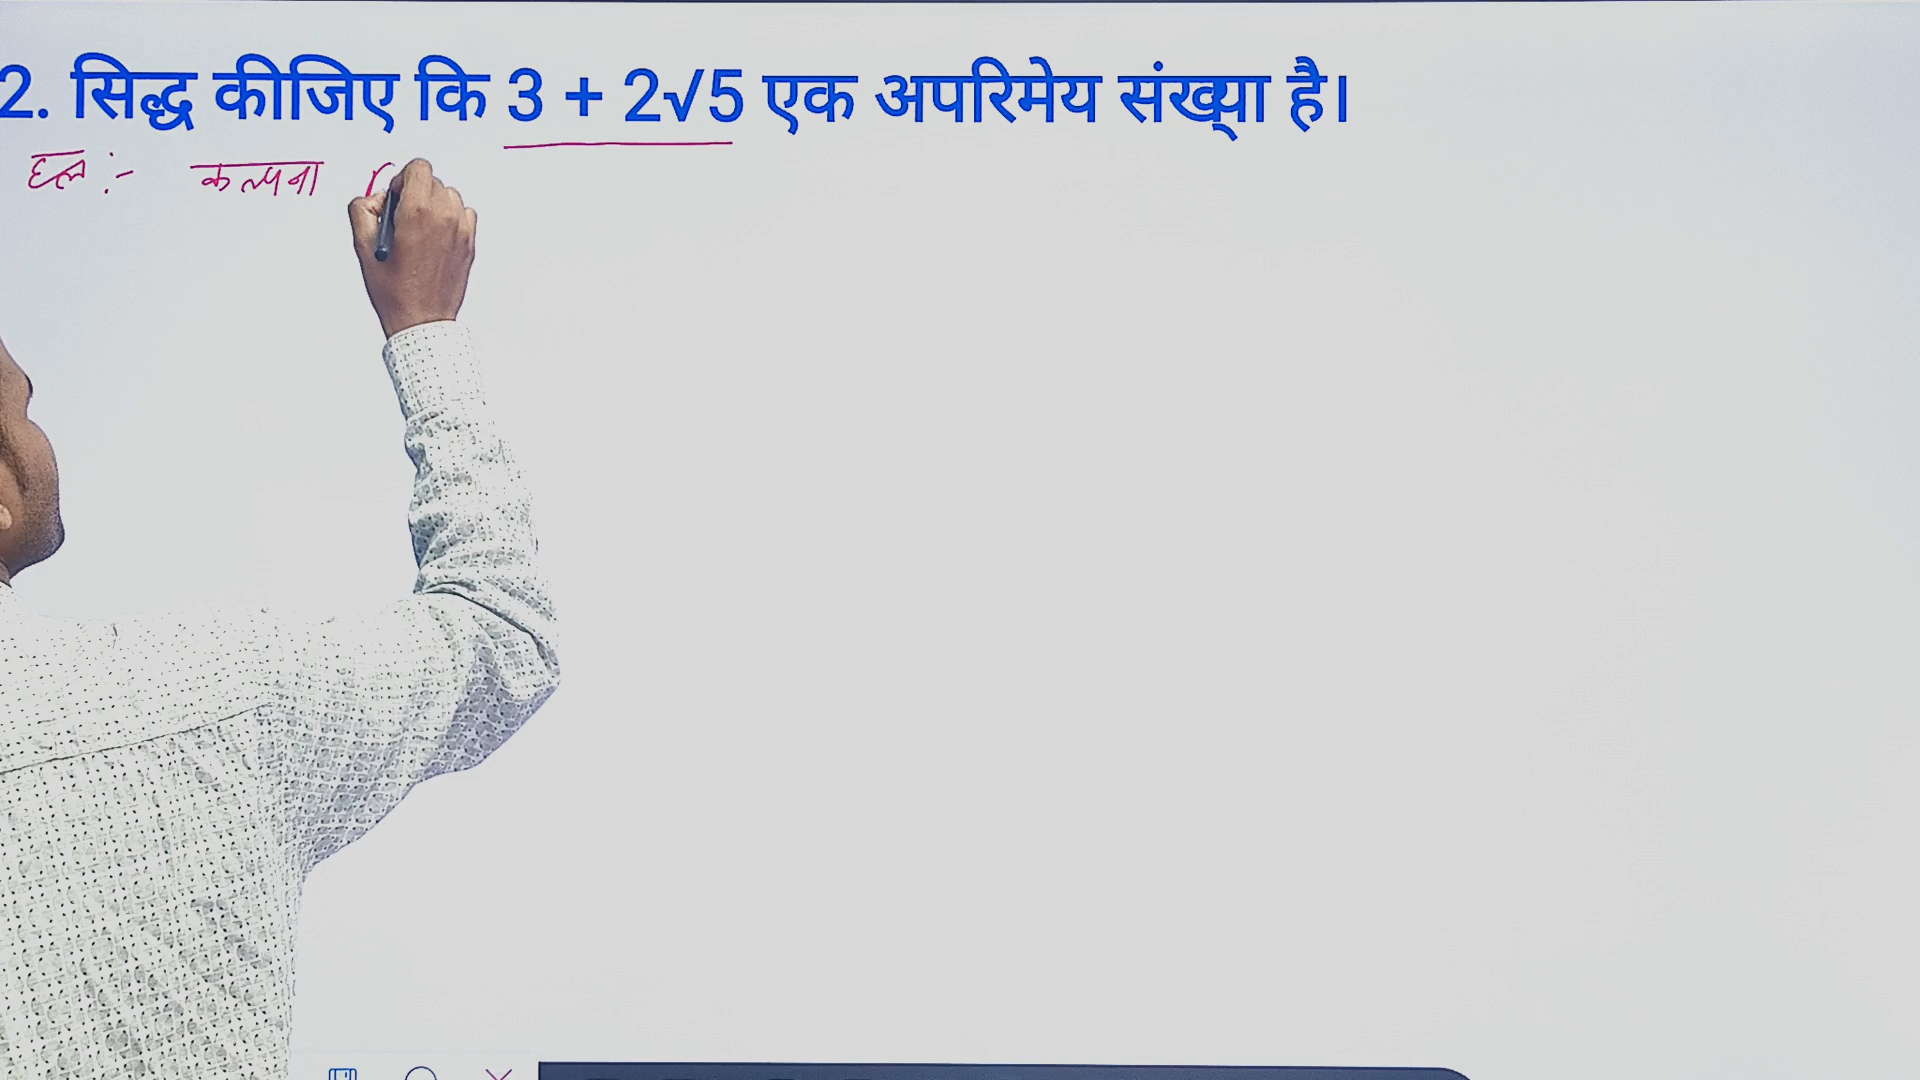 2. सिद्ध कीजिए कि 3 + 2√5 एक अपरिमेय संख्या है।
हल :- कल्पना